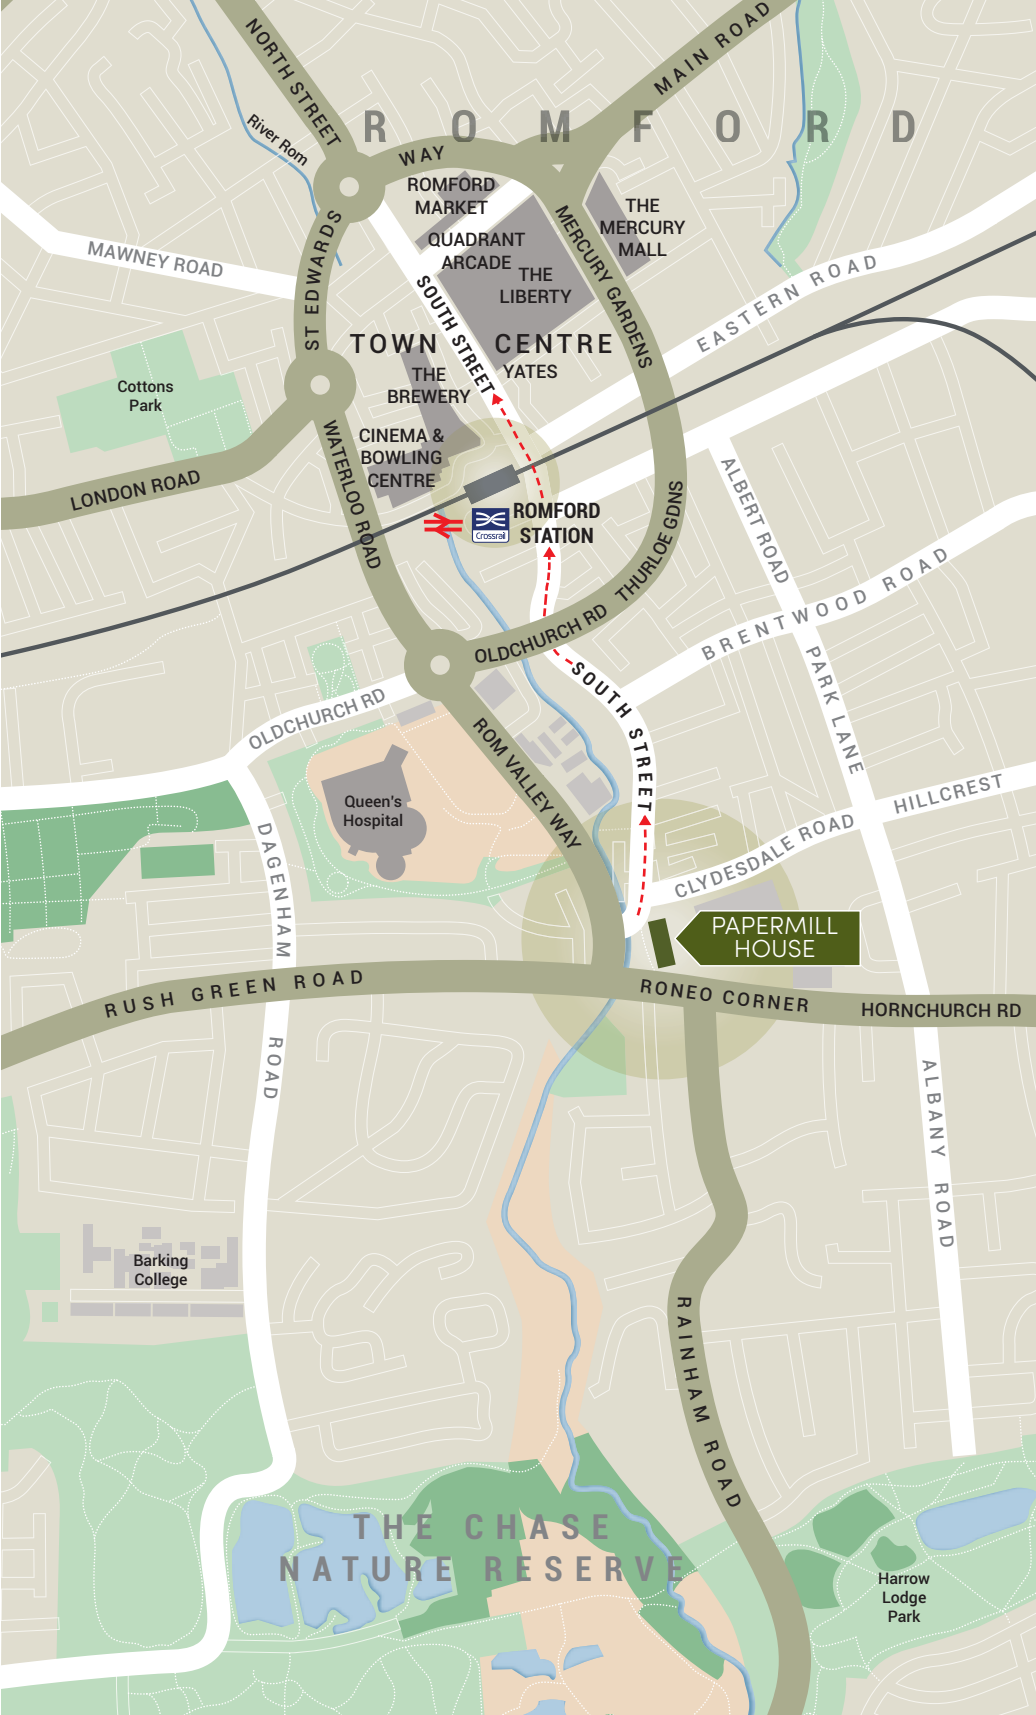 NORTH STREET
MAIN ROAD
River Rom
ROMFORD
WAY
ROMFORD
MARKET
THE
MERCURY
MALL
MAWNEY ROAD
ST EDWARDS
QUADRANT
ARCADE
THE
LIBERTY
MERCURY GARDENS
EASTERN ROAD
SOUTH STREET
TOWN CENTRE
YATES
THE
BREWERY
Cottons
Park
CINEMA &
BOWLING
CENTRE
LONDON ROAD
WATERLOO ROAD
Crossrail
ROMFORD
STATION
ALBERT ROAD
THURLOE GDNS
OLDCHURCH RD
BRENTWOOD ROAD
SOUTH STREET
PARK LANE
OLDCHURCH RD
ROM VALLEY WAY
Queen's
Hospital
HILLCREST
CLYDESDALE ROAD
DAGENHAM
ROAD
PAPERMILL
HOUSE
RUSH GREEN ROAD
RONEO CORNER
HORNCHURCH RD
ALBANY ROAD
Barking
College
RAINHAM ROAD
THE CHASE
NATURE RESERVE
Harrow
Lodge
Park